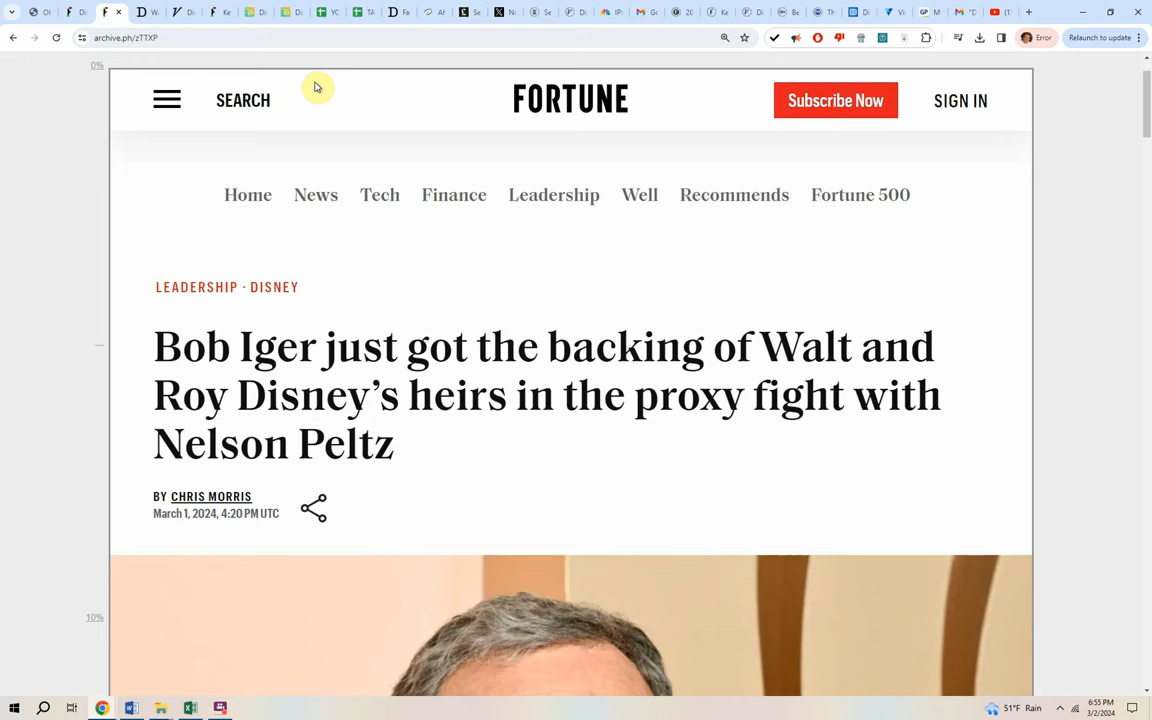 archive.ph/zTTXP
Error
Relaunch to update
0%
SEARCH
FORTUNE
Subscribe Now
SIGN IN
Home News Tech Finance Leadership Well Recommends Fortune 500
LEADERSHIP · DISNEY
Bob Iger just got the backing of Walt and
Roy Disney’s heirs in the proxy fight with
Nelson Peltz
BY CHRIS MORRIS
March 1, 2024, 4:20 PM UTC
10%
51°F Rain
6:55 PM
3/2/2024